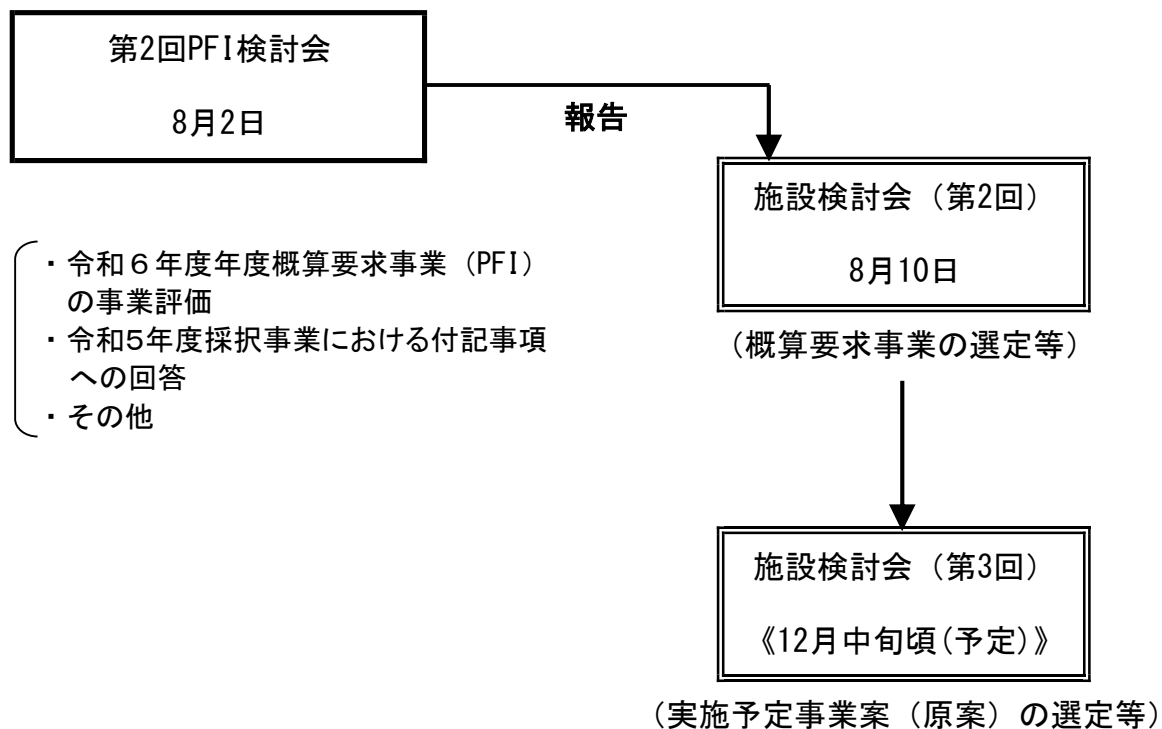 第2回PFI検討会
8月2日
報告
施設検討会（第2回）
8月10日
（概算要求事業の選定等）
・令和６年度年度概算要求事業（PFI）
の事業評価
・令和5年度採択事業における付記事項
への回答
・その他
施設検討会（第3回）
《12月中旬頃(予定)》
（実施予定事業案（原案）の選定等）